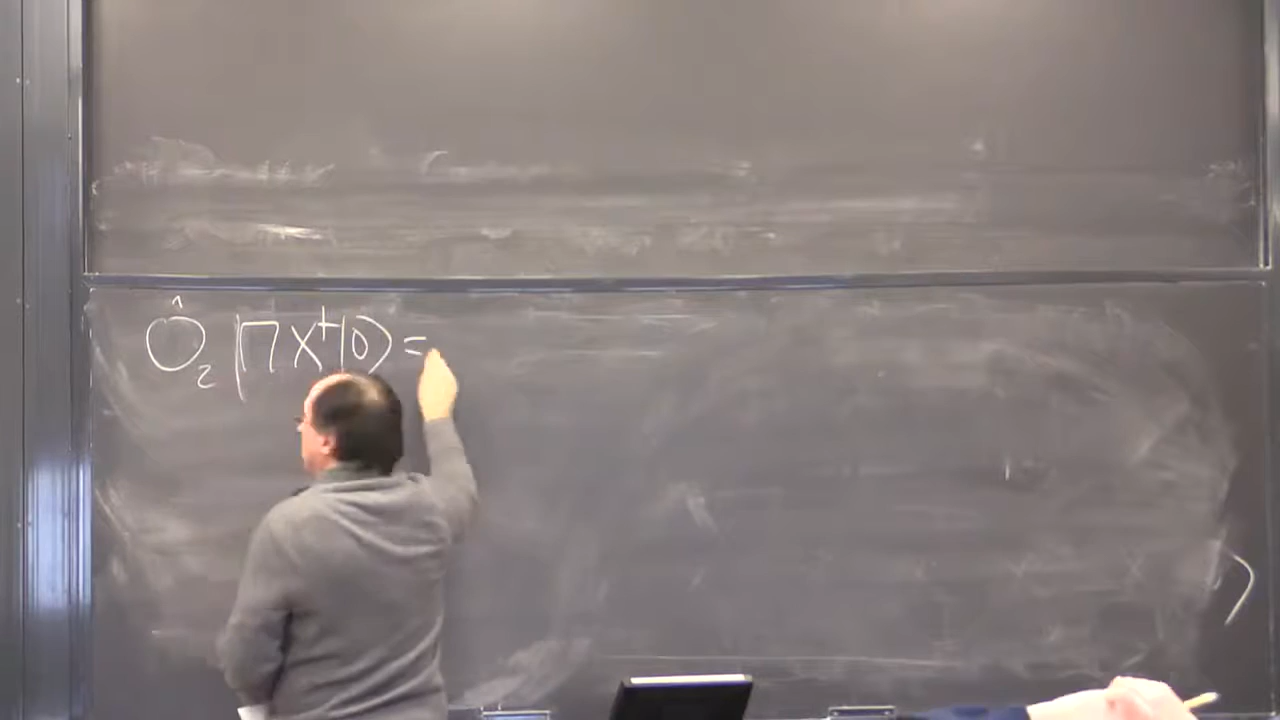 Ô₂ |∏ X⁺|0⟩ =